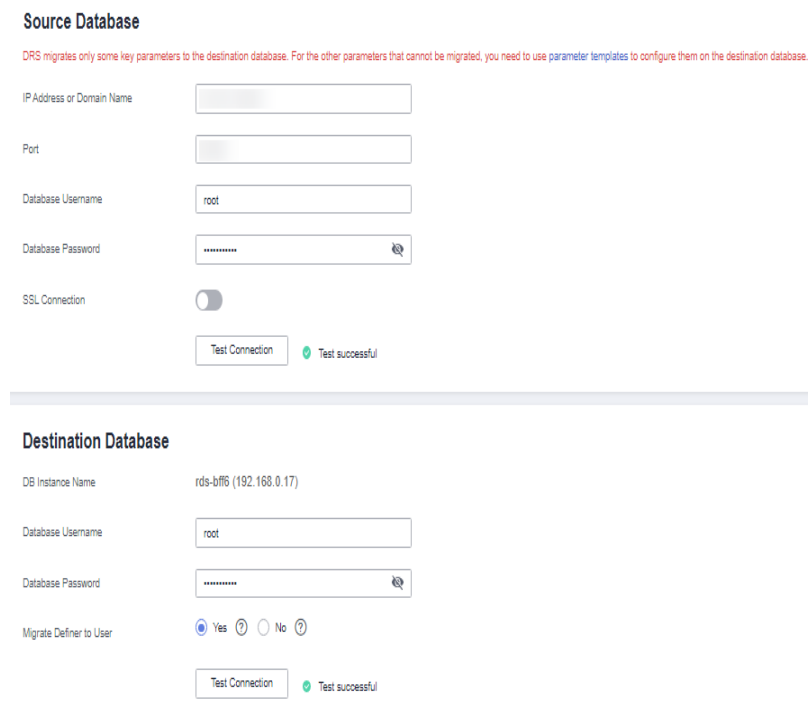 Source Database
DRS migrates only some key parameters to the destination database. For the other parameters that cannot be migrated, you need to use parameter templates to configure them on the destination database.
IP Address or Domain Name
Port
Database Username root
Database Password •••••••••••
SSL Connection
Test Connection Test successful
Destination Database
DB Instance Name rds-bff6 (192.168.0.17)
Database Username root
Database Password •••••••••••
Migrate Definer to User Yes ? No ?
Test Connection Test successful